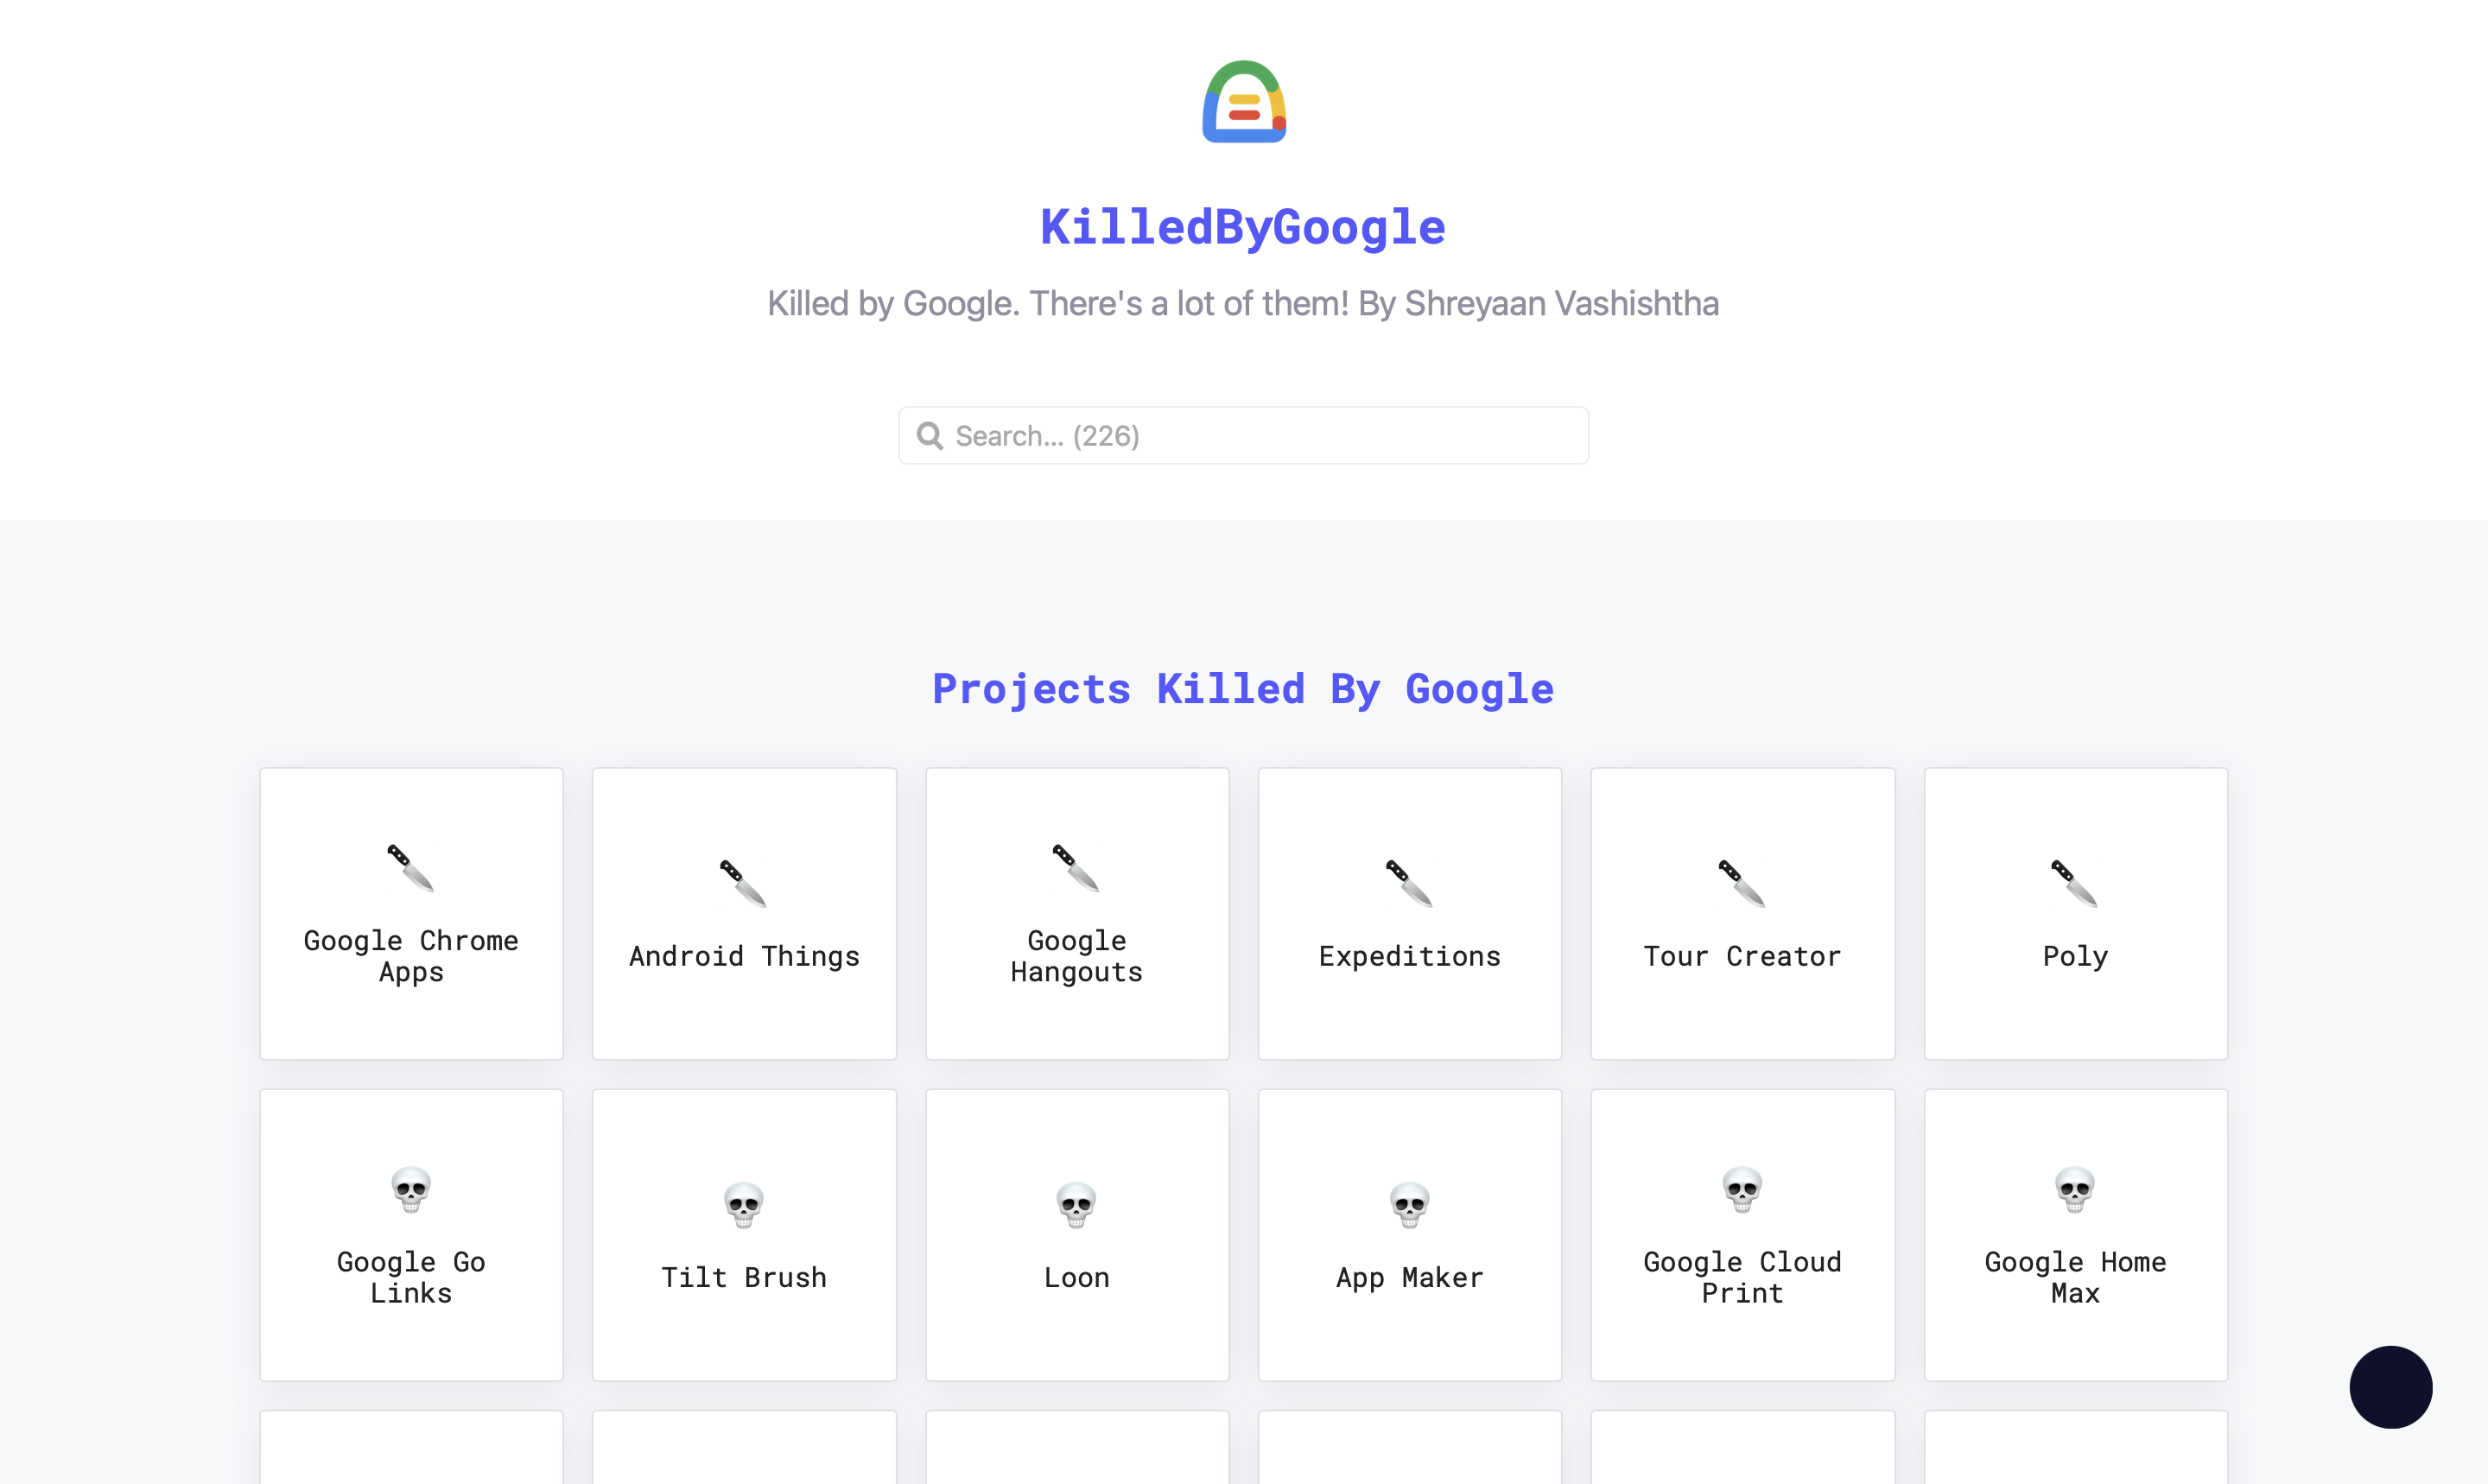 KilledByGoogle
Killed by Google. There's a lot of them! By Shreyaan Vashishtha
Search... (226)
Projects Killed By Google
Google Chrome
Apps
Android Things
Google
Hangouts
Expeditions
Tour Creator
Poly
Google Go
Links
Tilt Brush
Loon
App Maker
Google Cloud
Print
Google Home
Max